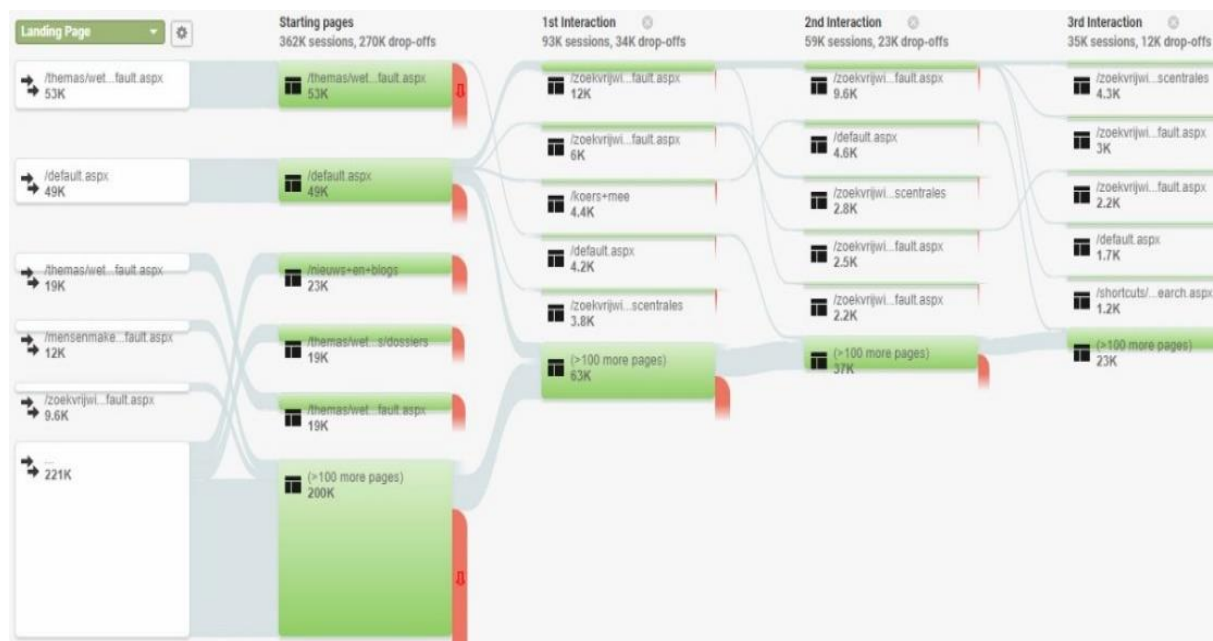 Landing Page
/themas/wet...fault.aspx
53K
/default.aspx
49K
/themas/wet...fault.aspx
19K
/mensenmake...fault.aspx
12K
/zoekvrijwi...fault.aspx
9.6K
...
221K
Starting pages
362K sessions, 270K drop-offs
/themas/wet...fault.aspx
53K
/default.aspx
49K
/nieuws+en+blogs
23K
/themas/wet...s/dossiers
19K
/themas/wet...fault.aspx
19K
(>100 more pages)
200K
1st Interaction
93K sessions, 34K drop-offs
/zoekvrijwi...fault.aspx
12K
/zoekvrijwi...fault.aspx
6K
/koers+mee
4.4K
/default.aspx
4.2K
/zoekvrijwi...scentrales
3.8K
(>100 more pages)
63K
2nd Interaction
59K sessions, 23K drop-offs
/zoekvrijwi...fault.aspx
9.6K
/default.aspx
4.6K
/zoekvrijwi...scentrales
2.8K
/zoekvrijwi...fault.aspx
2.5K
/zoekvrijwi...fault.aspx
2.2K
(>100 more pages)
37K
3rd Interaction
35K sessions, 12K drop-offs
/zoekvrijwi...scentrales
4.3K
/zoekvrijwi...fault.aspx
3K
/zoekvrijwi...fault.aspx
2.2K
/default.aspx
1.7K
/shortcuts/...earch.aspx
1.2K
(>100 more pages)
23K